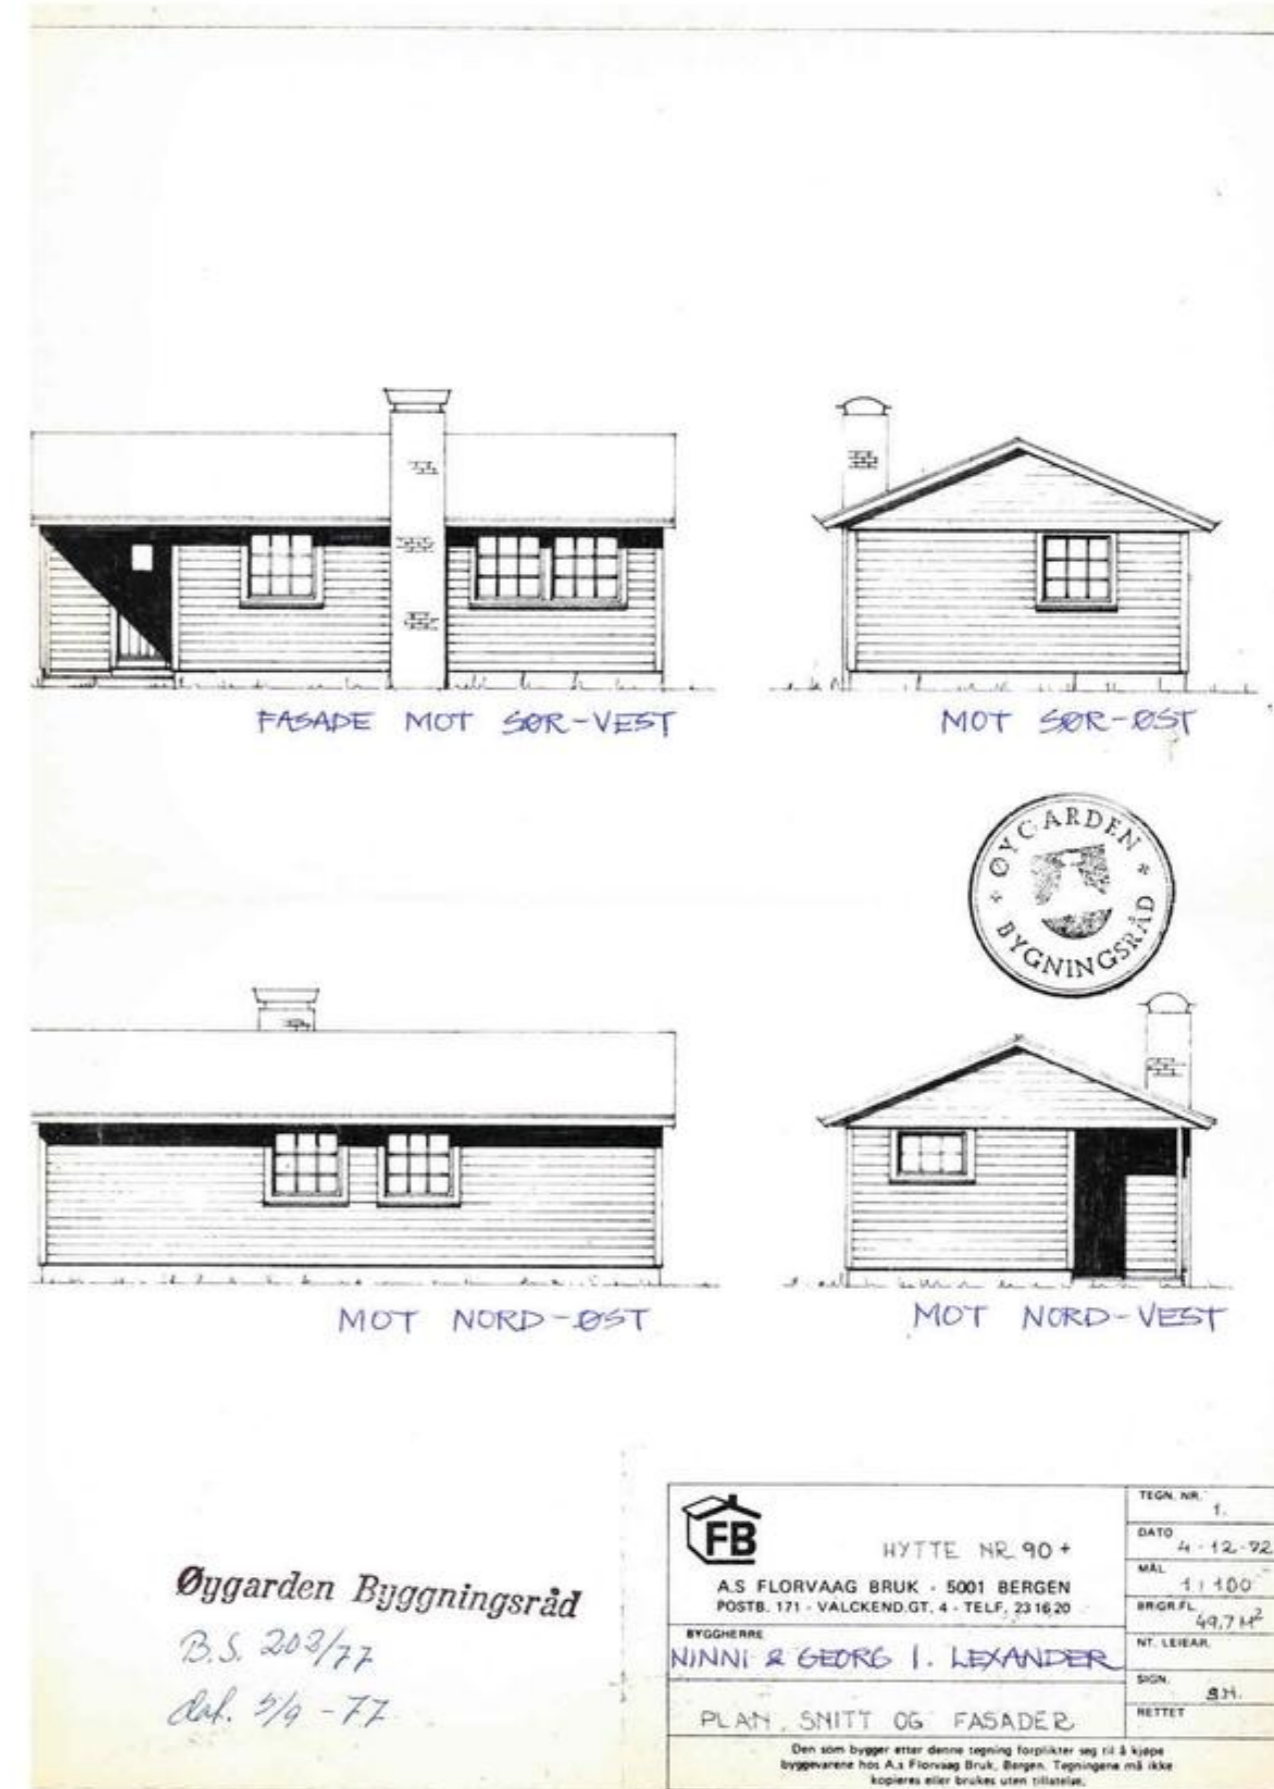 FASADE MOT SØR-VEST
MOT SØR-ØST
ØYGARDEN
BYGNINGSRÅD
MOT NORD-ØST
MOT NORD-VEST
Øygarden Byggningsråd
B.S. 203/77
dat. 5/9 - 77
FB
HYTTE NR 90+
A.S FLORVAAG BRUK - 5001 BERGEN
POSTB. 171 - VALCKEND.GT. 4 - TELF. 23 16 20
BYGGHERRE
NINNI & GEORG I. LEXANDER
PLAN, SNITT OG FASADER
TEGN. NR.
1.
DATO
4-12-72
MÅL
1:100
BR.GR.FL.
49,7 M²
NT. LEIEAR.
SIGN.
RETTET
Den som bygger etter denne tegning forplikter seg til å kjøpe
byggevarene hos A.s Florvaag Bruk, Bergen. Tegningene må ikke
kopieres eller brukes uten tillatelse.